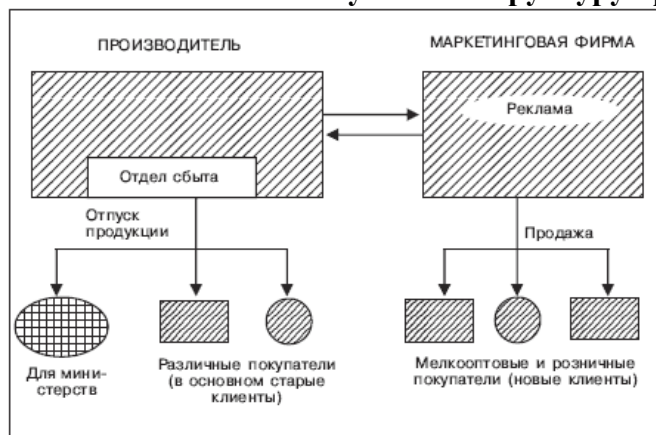 ПРОИЗВОДИТЕЛЬ
МАРКЕТИНГОВАЯ ФИРМА
Реклама
Отдел сбыта
Отпуск
продукции
Продажа
Для мини-
стерств
Различные покупатели
(в основном старые
клиенты)
Мелкооптовые и розничные
покупатели (новые клиенты)